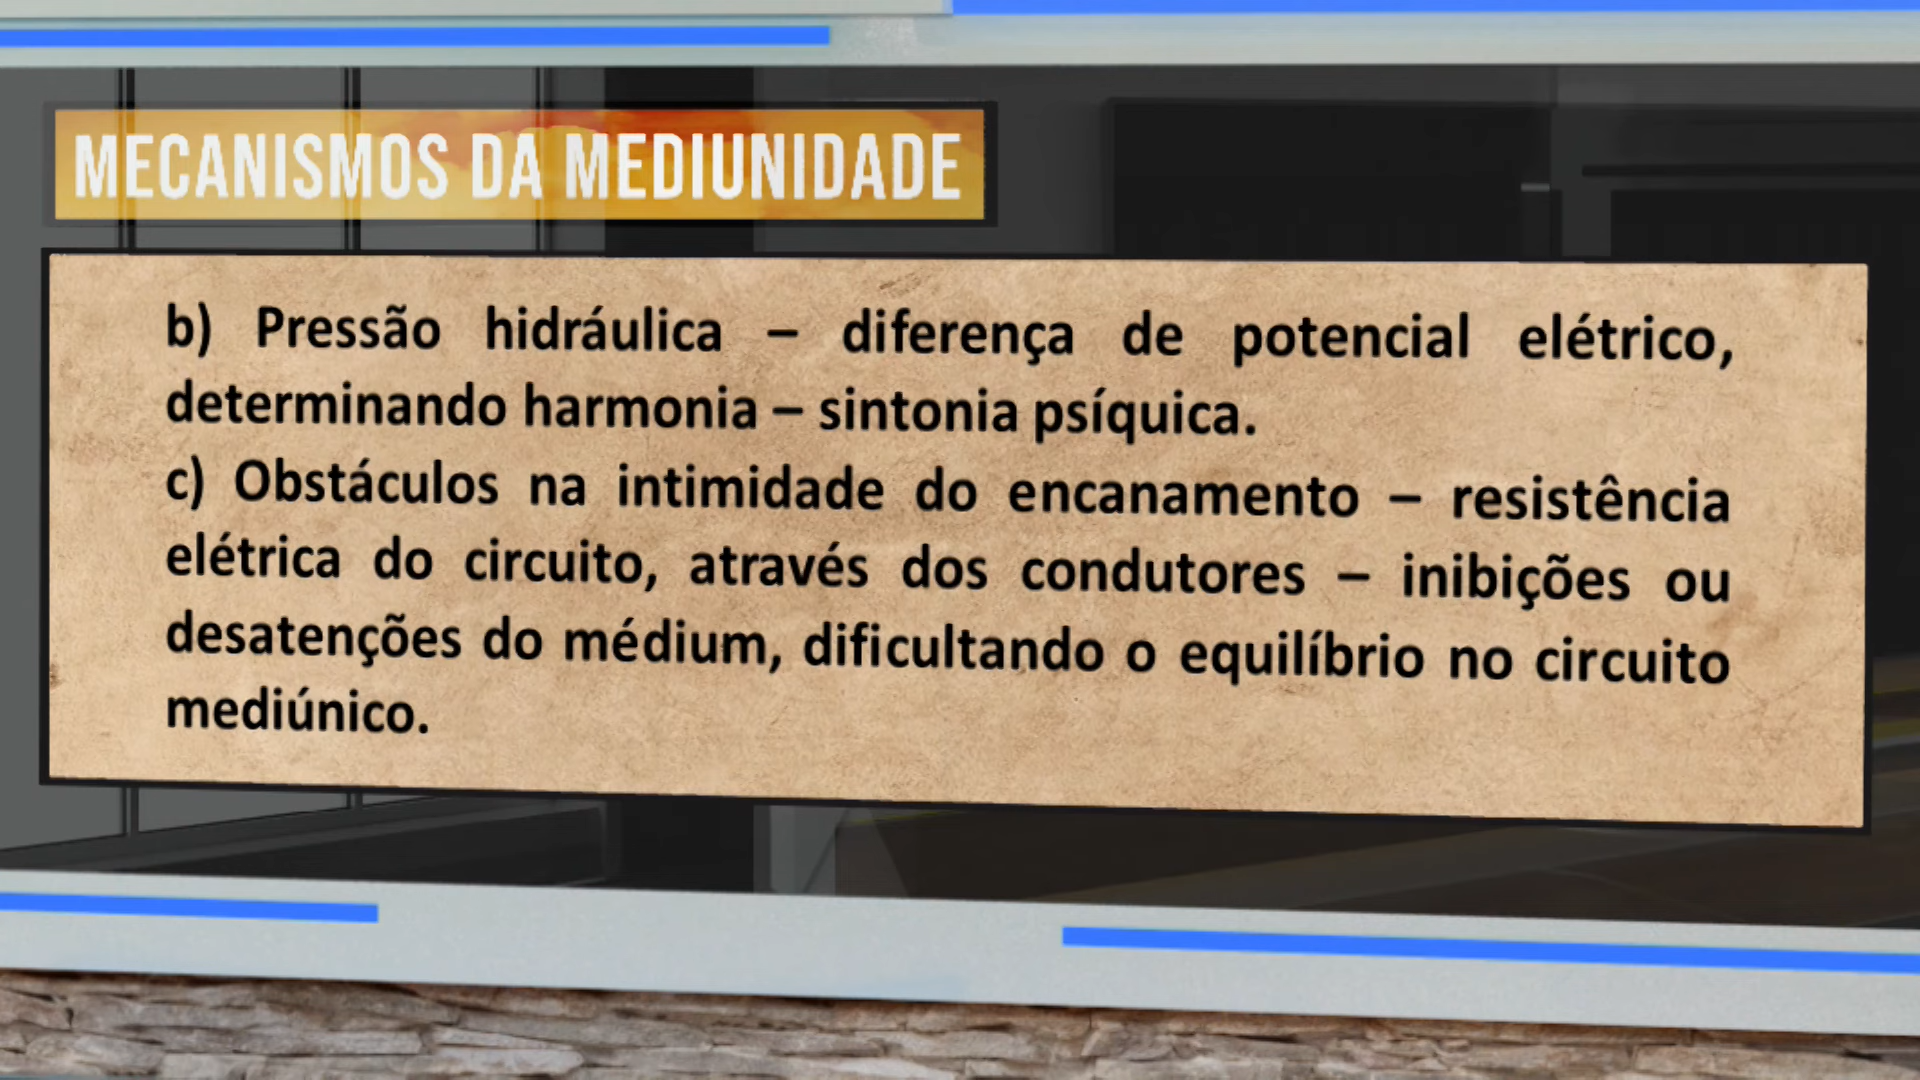 MECANISMOS DA MEDIUNIDADE
b) Pressão hidráulica – diferença de potencial elétrico,
determinando harmonia – sintonia psíquica.
c) Obstáculos na intimidade do encanamento – resistência
elétrica do circuito, através dos condutores – inibições ou
desatenções do médium, dificultando o equilíbrio no circuito
mediúnico.